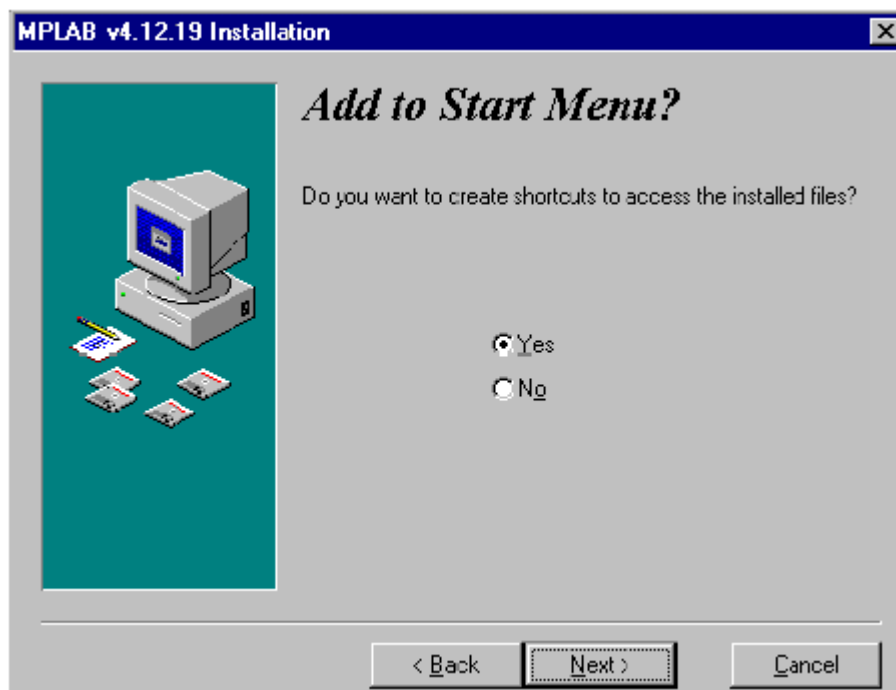 MPLAB v4.12.19 Installation
Add to Start Menu?
Do you want to create shortcuts to access the installed files?
Yes
No
< Back
Next >
Cancel